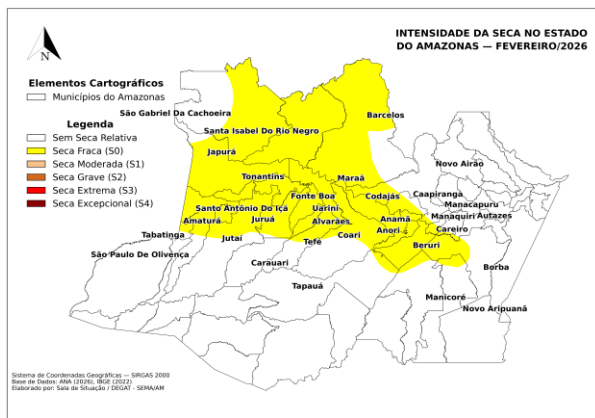 INTENSIDADE DA SECA NO ESTADO
DO AMAZONAS — FEVEREIRO/2026
N
Elementos Cartográficos
Municípios do Amazonas
Legenda
Sem Seca Relativa
Seca Fraca (S0)
Seca Moderada (S1)
Seca Grave (S2)
Seca Extrema (S3)
Seca Excepcional (S4)
São Gabriel Da Cachoeira
Barcelos
Santa Isabel Do Rio Negro
Japurá
Novo Airão
Tonantins
Maraã
Fonte Boa
Codajás
Caapiranga
Manacapuru
Santo Antônio Do Içá
Uarini
Amaturá
Juruá
Alvarães
Anamã
Manaquiri
Autazes
Tabatinga
Jutaí
Tefé
Coari
Anori
Careiro
São Paulo De Olivença
Beruri
Carauari
Borba
Tapauá
Manicoré
Novo Aripuanã
Sistema de Coordenadas Geográficas — SIRGAS 2000
Base de Dados: ANA (2026), IBGE (2022)
Elaborado por: Sala de Situação / DEGAT - SEMA/AM